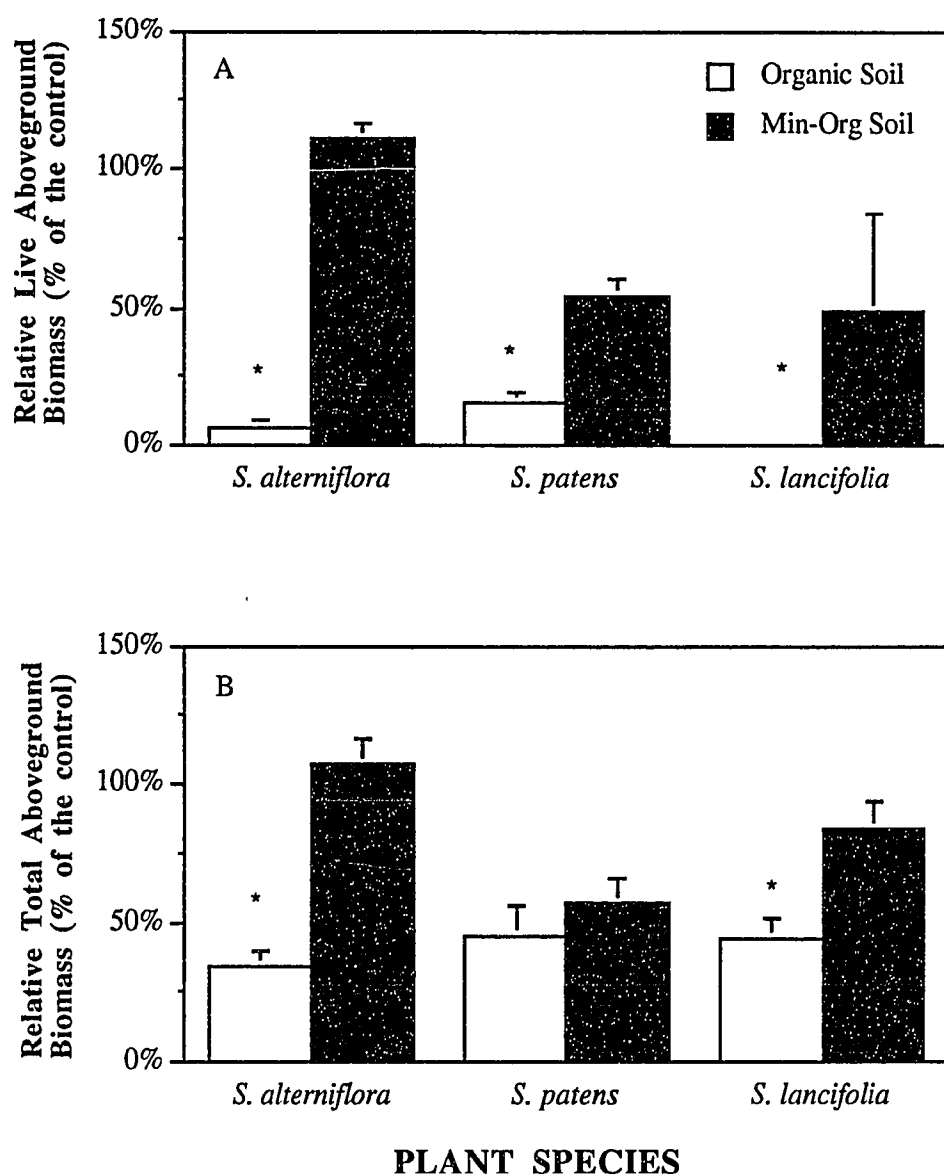 Relative Live Aboveground
Biomass (% of the control)
150%
100%
50%
0%
A
Organic Soil
Min-Org Soil
*
*
*
S. alterniflora
S. patens
S. lancifolia
Relative Total Aboveground
Biomass (% of the control)
150%
100%
50%
0%
B
*
*
S. alterniflora
S. patens
S. lancifolia
PLANT SPECIES